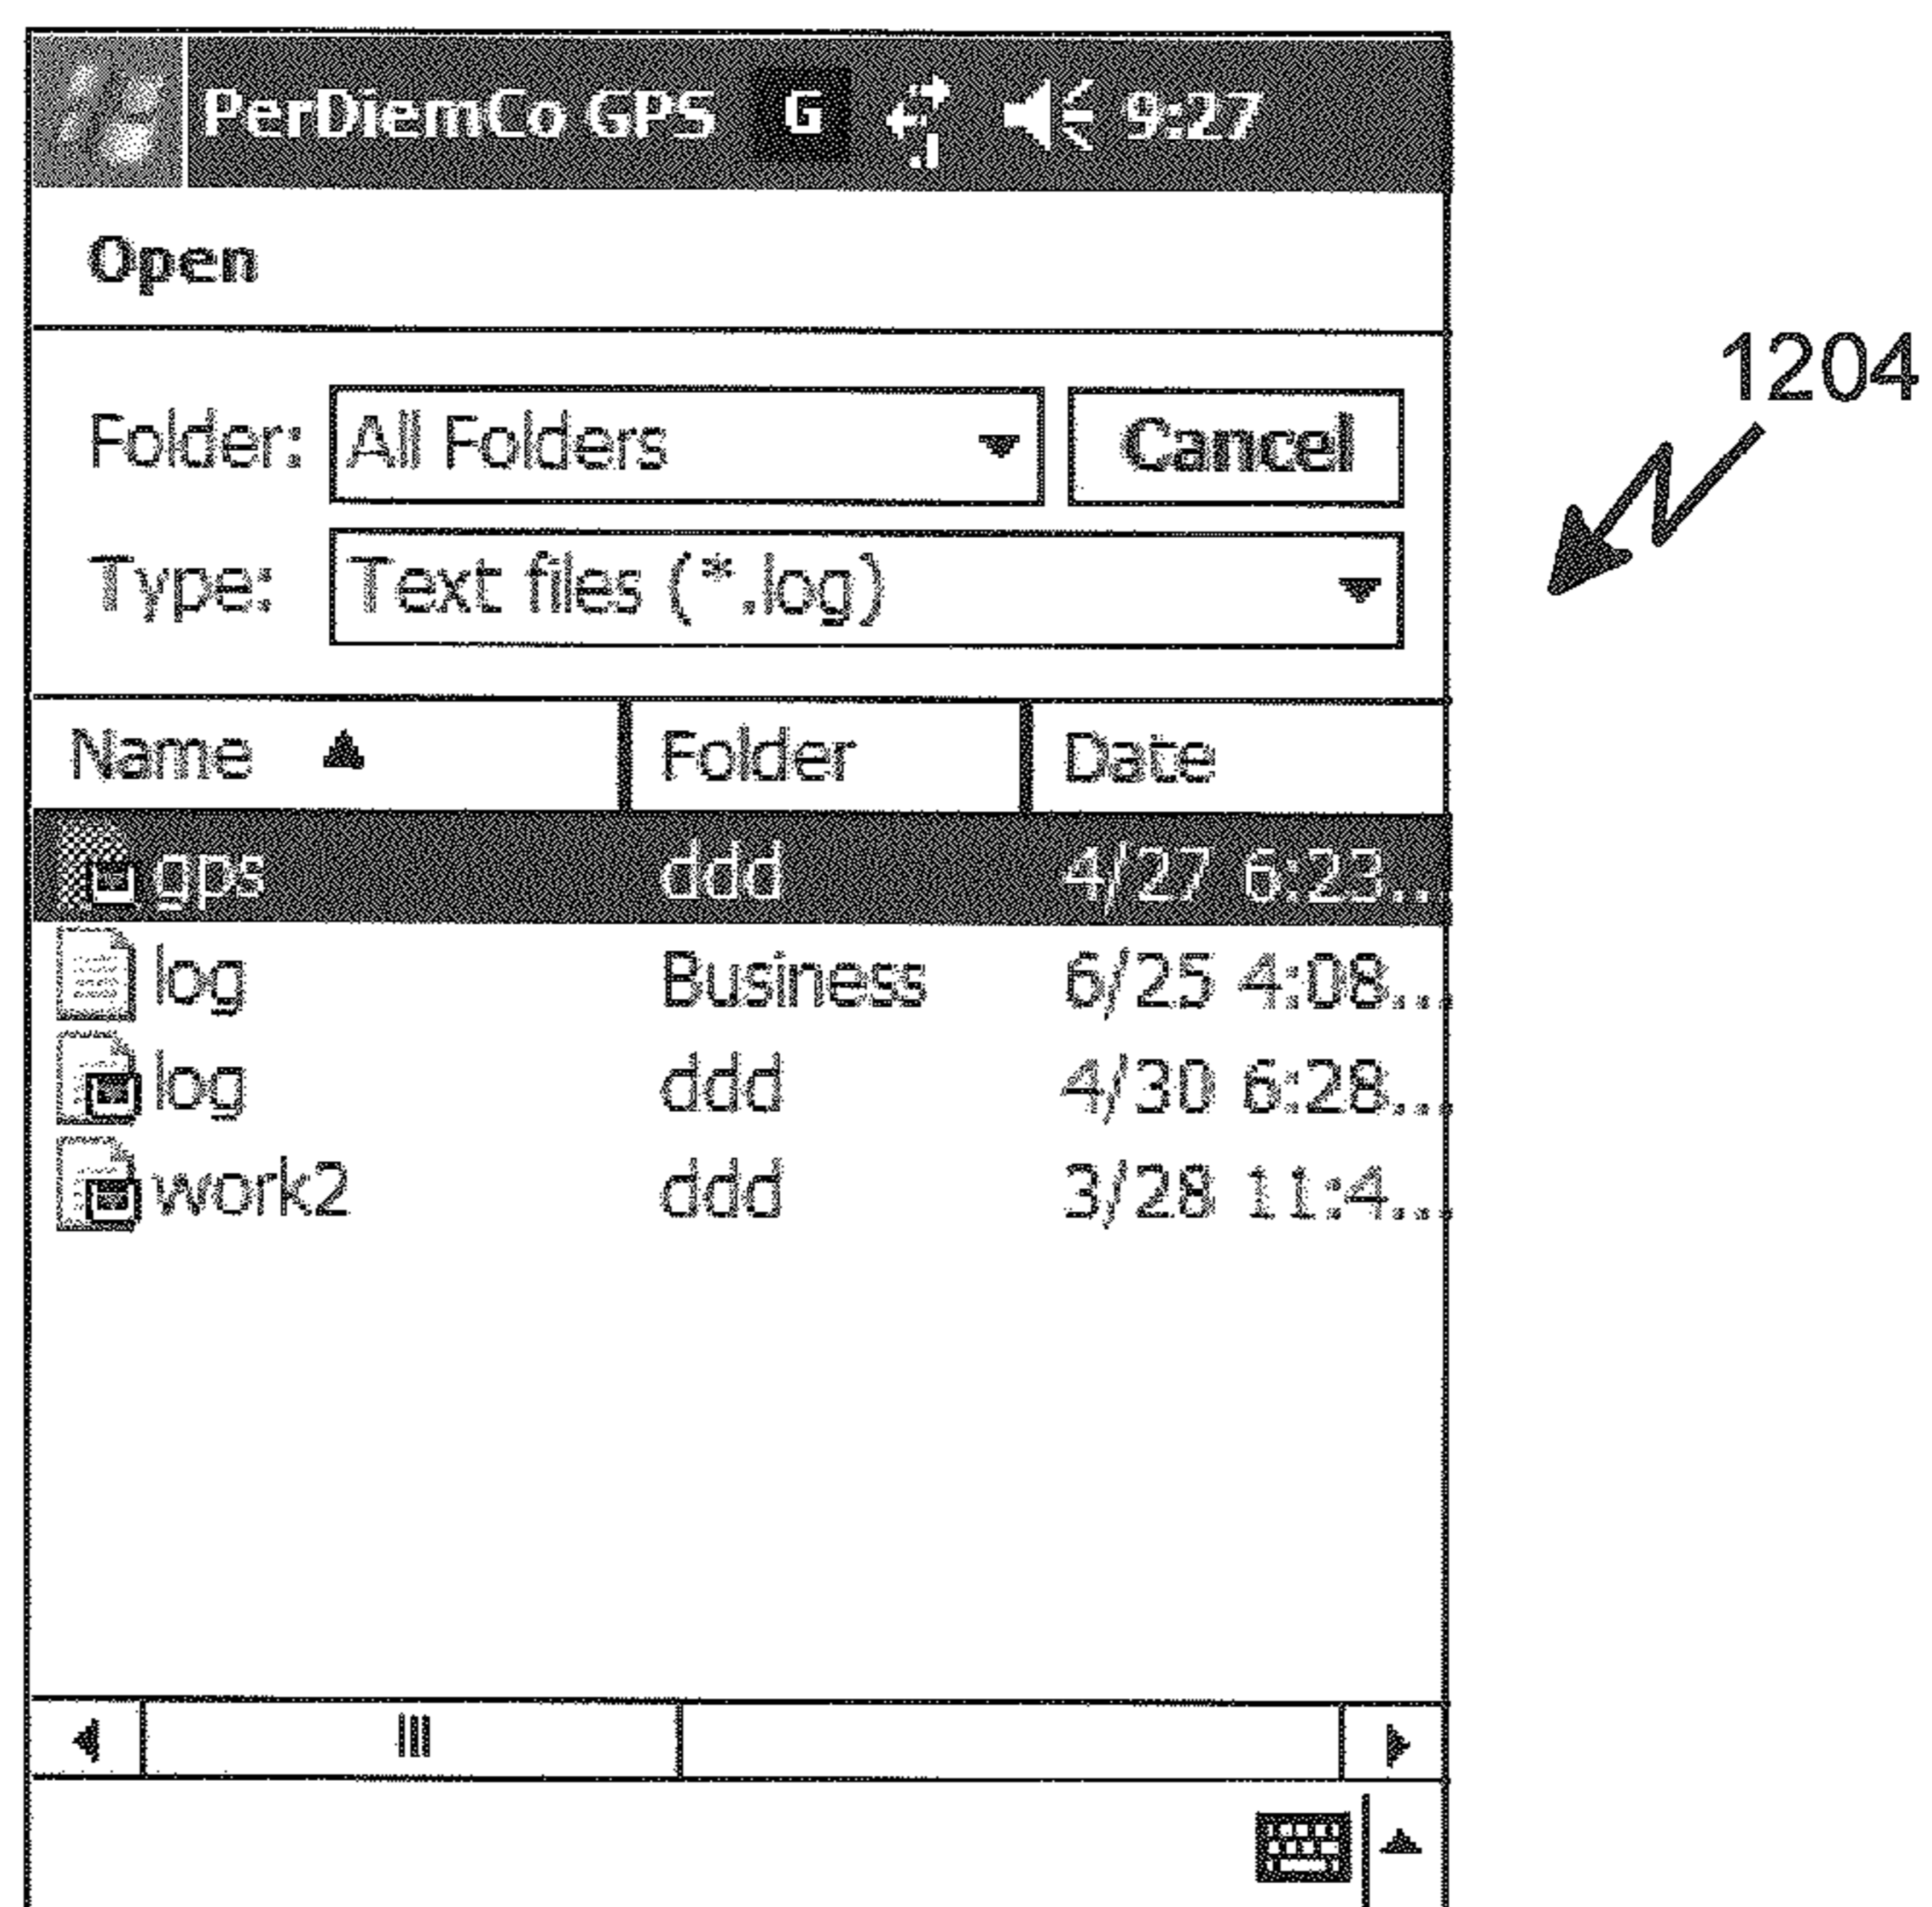 PerDiemCo GPS G 9:27
Open
1204
Folder: All Folders Cancel
Type: Text files (*.log)
Name Folder Date
gps ddd 4/27 6:23...
log Business 6/25 4:08...
log ddd 4/30 6:28...
work2 ddd 3/28 11:4...